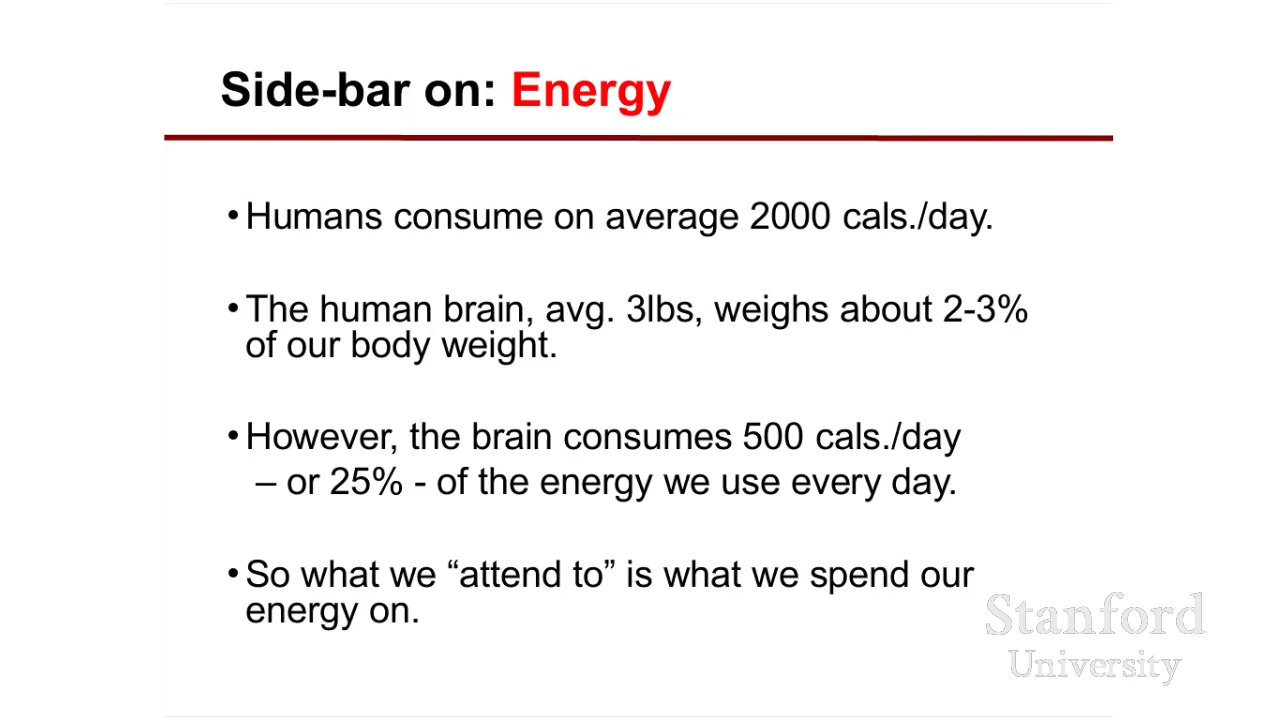 Side-bar on: Energy
• Humans consume on average 2000 cals./day.
• The human brain, avg. 3lbs, weighs about 2-3%
of our body weight.
• However, the brain consumes 500 cals./day
– or 25% - of the energy we use every day.
• So what we “attend to” is what we spend our
energy on.
Stanford
University